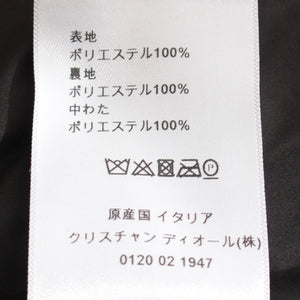 表地
ポリエステル100%
裏地
ポリエステル100%
中わた
ポリエステル100%
原産国 イタリア
クリスチャン ディオール(株)
0120 02 1947